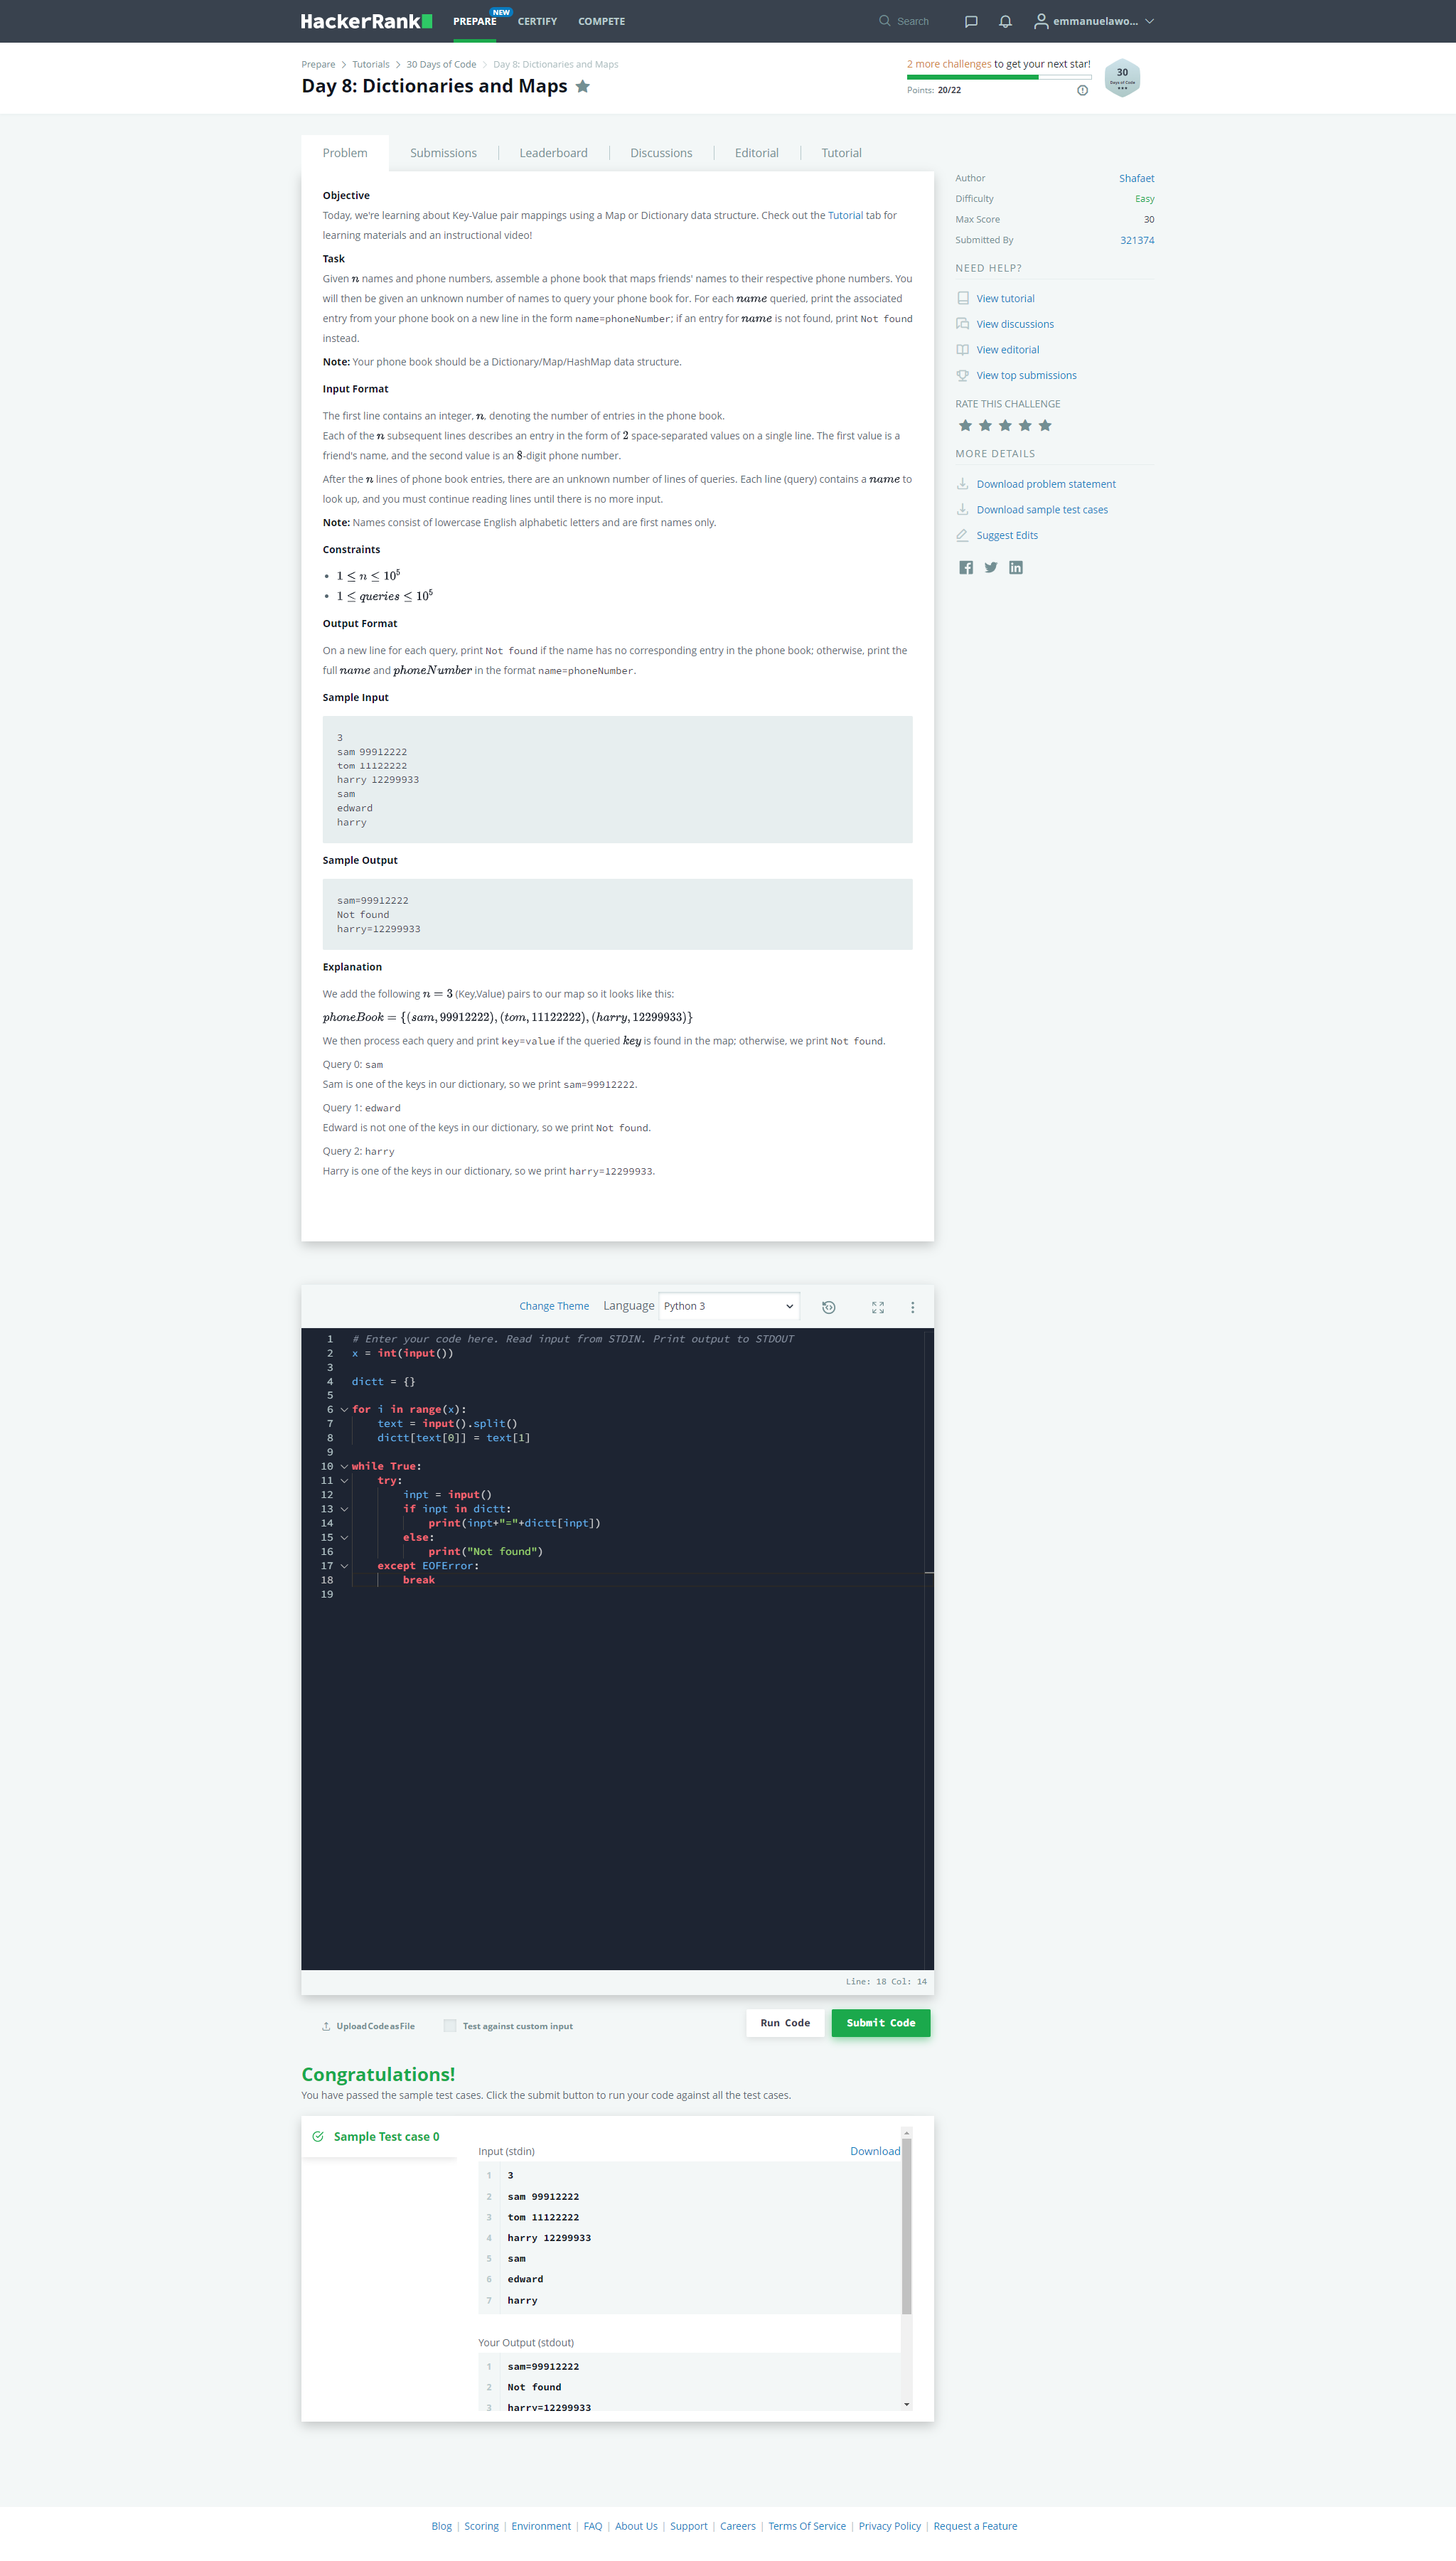 HackerRank
PREPARE NEW CERTIFY COMPETE
Search
emmanuelawo...
Prepare > Tutorials > 30 Days of Code > Day 8: Dictionaries and Maps
Day 8: Dictionaries and Maps
2 more challenges to get your next star!
Points: 20/22
30
Days of Code
Problem Submissions Leaderboard Discussions Editorial Tutorial
Objective
Today, we're learning about Key-Value pair mappings using a Map or Dictionary data structure. Check out the Tutorial tab for
learning materials and an instructional video!
Task
Given n names and phone numbers, assemble a phone book that maps friends' names to their respective phone numbers. You
will then be given an unknown number of names to query your phone book for. For each name queried, print the associated
entry from your phone book on a new line in the form name=phoneNumber; if an entry for name is not found, print Not found
instead.
Note: Your phone book should be a Dictionary/Map/HashMap data structure.
Input Format
The first line contains an integer, n, denoting the number of entries in the phone book.
Each of the n subsequent lines describes an entry in the form of 2 space-separated values on a single line. The first value is a
friend's name, and the second value is an 8-digit phone number.
After the n lines of phone book entries, there are an unknown number of lines of queries. Each line (query) contains a name to
look up, and you must continue reading lines until there is no more input.
Note: Names consist of lowercase English alphabetic letters and are first names only.
Constraints
• 1 ≤ n ≤ 10⁵
• 1 ≤ queries ≤ 10⁵
Output Format
On a new line for each query, print Not found if the name has no corresponding entry in the phone book; otherwise, print the
full name and phoneNumber in the format name=phoneNumber.
Sample Input
3
sam 99912222
tom 11122222
harry 12299933
sam
edward
harry
Sample Output
sam=99912222
Not found
harry=12299933
Explanation
We add the following n = 3 (Key,Value) pairs to our map so it looks like this:
phoneBook = {(sam, 99912222), (tom, 11122222), (harry, 12299933)}
We then process each query and print key=value if the queried key is found in the map; otherwise, we print Not found.
Query 0: sam
Sam is one of the keys in our dictionary, so we print sam=99912222.
Query 1: edward
Edward is not one of the keys in our dictionary, so we print Not found.
Query 2: harry
Harry is one of the keys in our dictionary, so we print harry=12299933.
Author Shafaet
Difficulty Easy
Max Score 30
Submitted By 321374
NEED HELP?
View tutorial
View discussions
View editorial
View top submissions
RATE THIS CHALLENGE
MORE DETAILS
Download problem statement
Download sample test cases
Suggest Edits
Change Theme Language Python 3
1 # Enter your code here. Read input from STDIN. Print output to STDOUT
2 x = int(input())
3
4 dictt = {}
5
6 for i in range(x):
7 text = input().split()
8 dictt[text[0]] = text[1]
9
10 while True:
11 try:
12 inpt = input()
13 if inpt in dictt:
14 print(inpt+"="+dictt[inpt])
15 else:
16 print("Not found")
17 except EOFError:
18 break
19
Line: 18 Col: 14
Upload Code as File Test against custom input Run Code Submit Code
Congratulations!
You have passed the sample test cases. Click the submit button to run your code against all the test cases.
Sample Test case 0
Input (stdin) Download
1 3
2 sam 99912222
3 tom 11122222
4 harry 12299933
5 sam
6 edward
7 harry
Your Output (stdout)
1 sam=99912222
2 Not found
3 harry=12299933
Blog | Scoring | Environment | FAQ | About Us | Support | Careers | Terms Of Service | Privacy Policy | Request a Feature